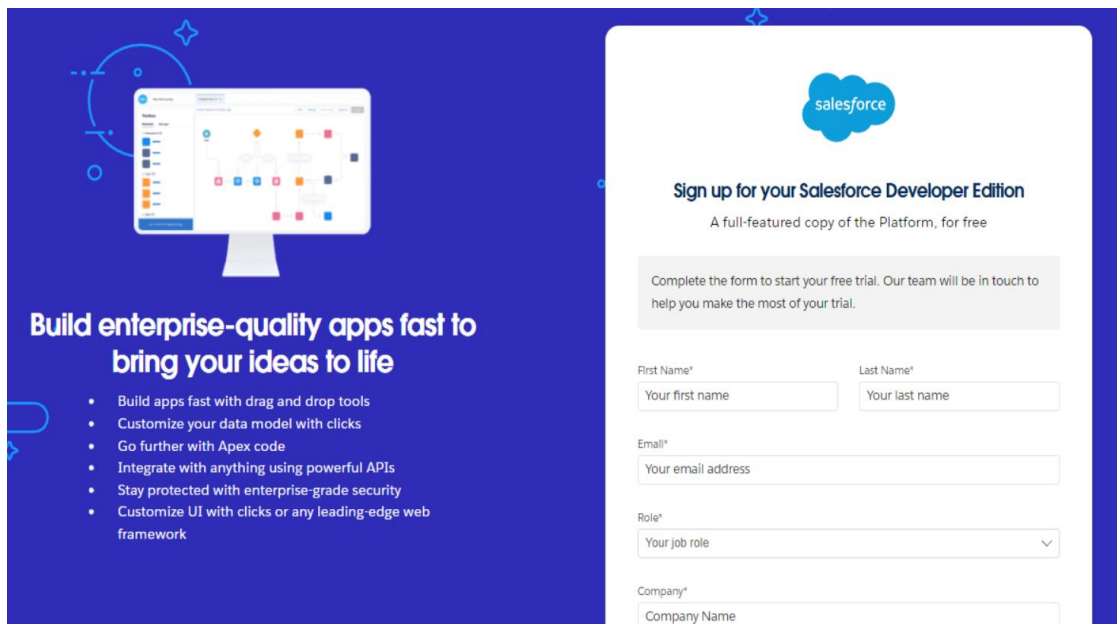 Build enterprise-quality apps fast to
bring your ideas to life
Build apps fast with drag and drop tools
Customize your data model with clicks
Go further with Apex code
Integrate with anything using powerful APIs
Stay protected with enterprise-grade security
Customize UI with clicks or any leading-edge web
framework
salesforce
Sign up for your Salesforce Developer Edition
A full-featured copy of the Platform, for free
Complete the form to start your free trial. Our team will be in touch to
help you make the most of your trial.
First Name* Last Name*
Your first name Your last name
Email*
Your email address
Role*
Your job role
Company*
Company Name